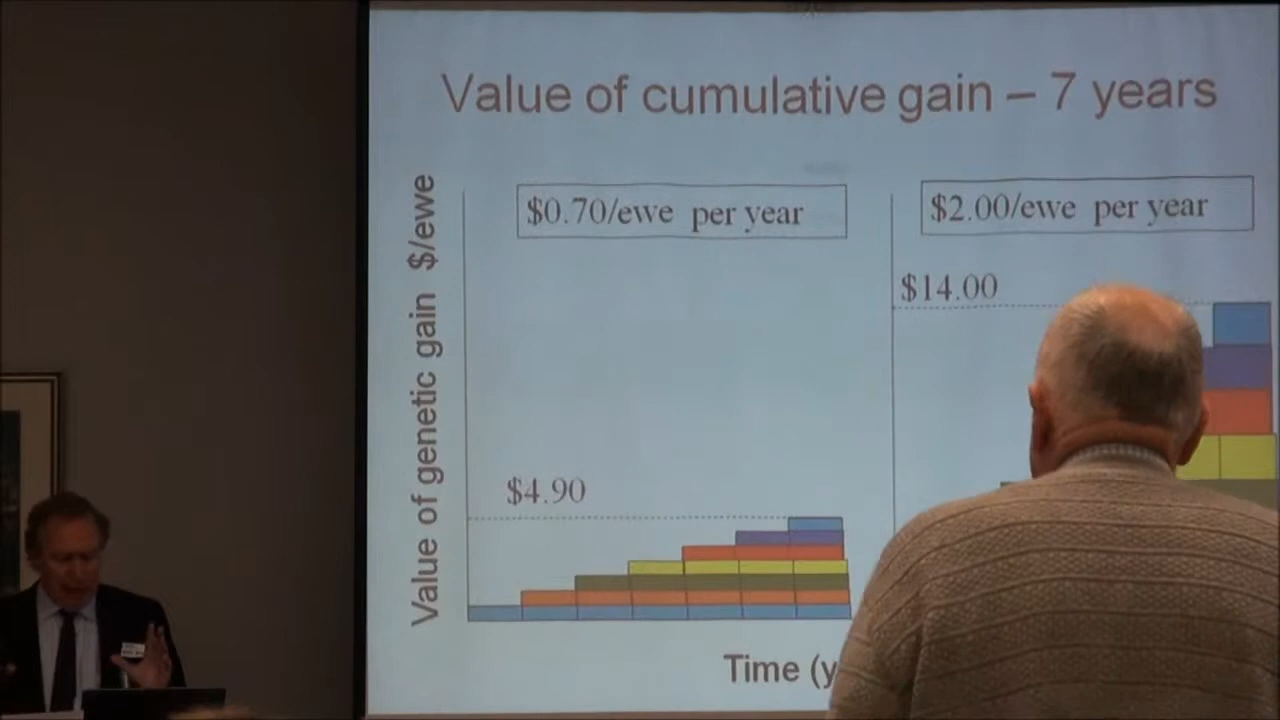 Value of cumulative gain – 7 years
Value of genetic gain $/ewe
$0.70/ewe per year
$2.00/ewe per year
$14.00
$4.90
Time (y